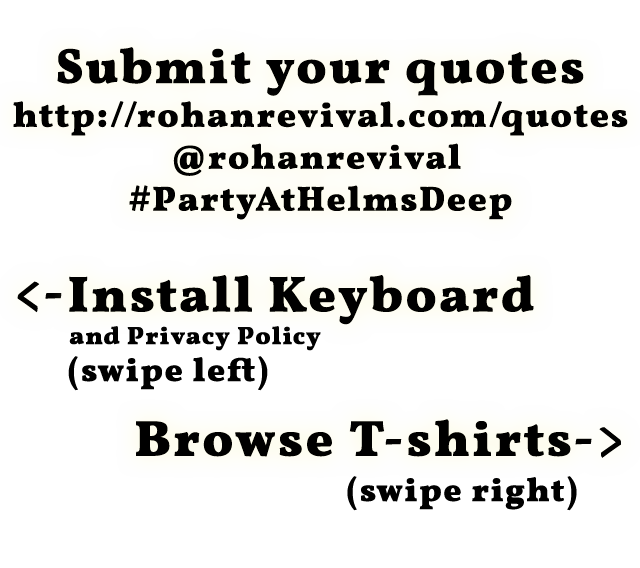 Submit your quotes
http://rohanrevival.com/quotes
@rohanrevival
#PartyAtHelmsDeep
<-Install Keyboard
and Privacy Policy
(swipe left)
Browse T-shirts->
(swipe right)